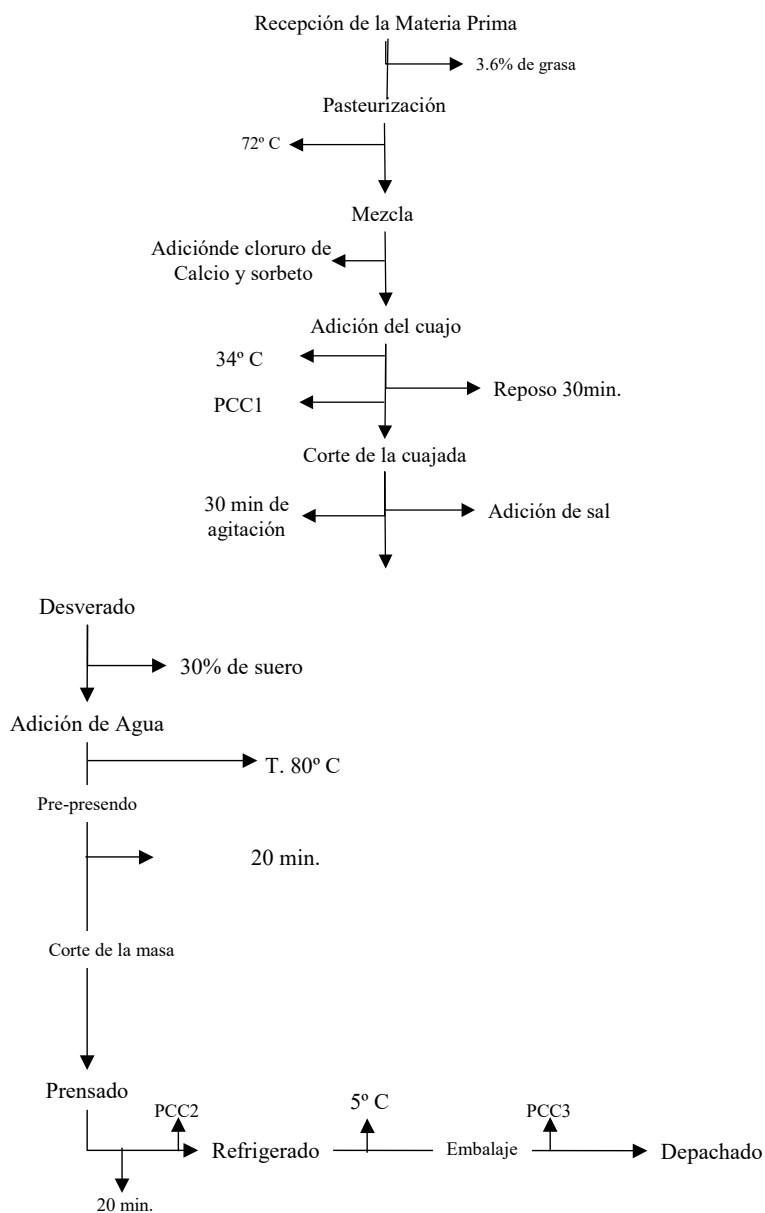 Recepción de la Materia Prima
3.6% de grasa
Pasteurización
72º C
Mezcla
Adiciónde cloruro de
Calcio y sorbeto
Adición del cuajo
34º C
Reposo 30min.
PCC1
Corte de la cuajada
30 min de
agitación
Adición de sal
Desverado
30% de suero
Adición de Agua
T. 80º C
Pre-presendo
20 min.
Corte de la masa
Prensado
PCC2
5º C
PCC3
Refrigerado
Embalaje
Depachado
20 min.